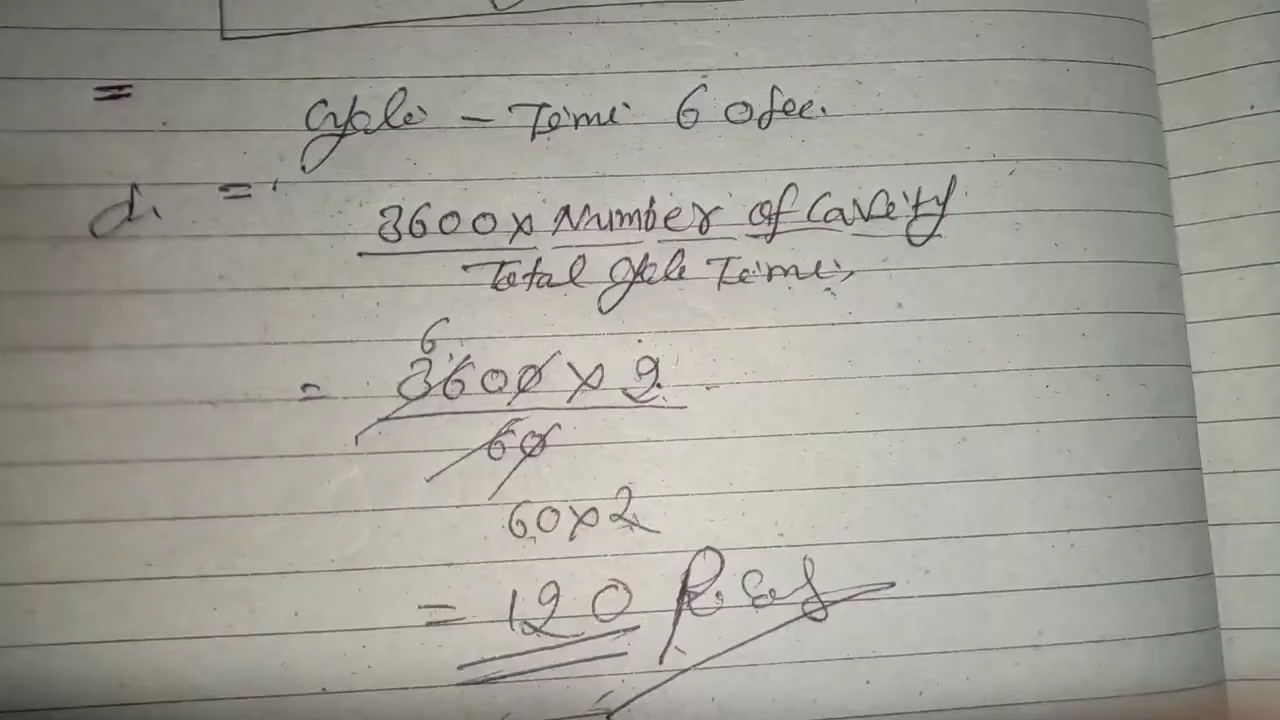 = Cycle - Time 60sec.
d. =
3600 x Number of Cavity
Total Cycle Time
6
= 3600 x 2
60
60x2
= 120 Pcs